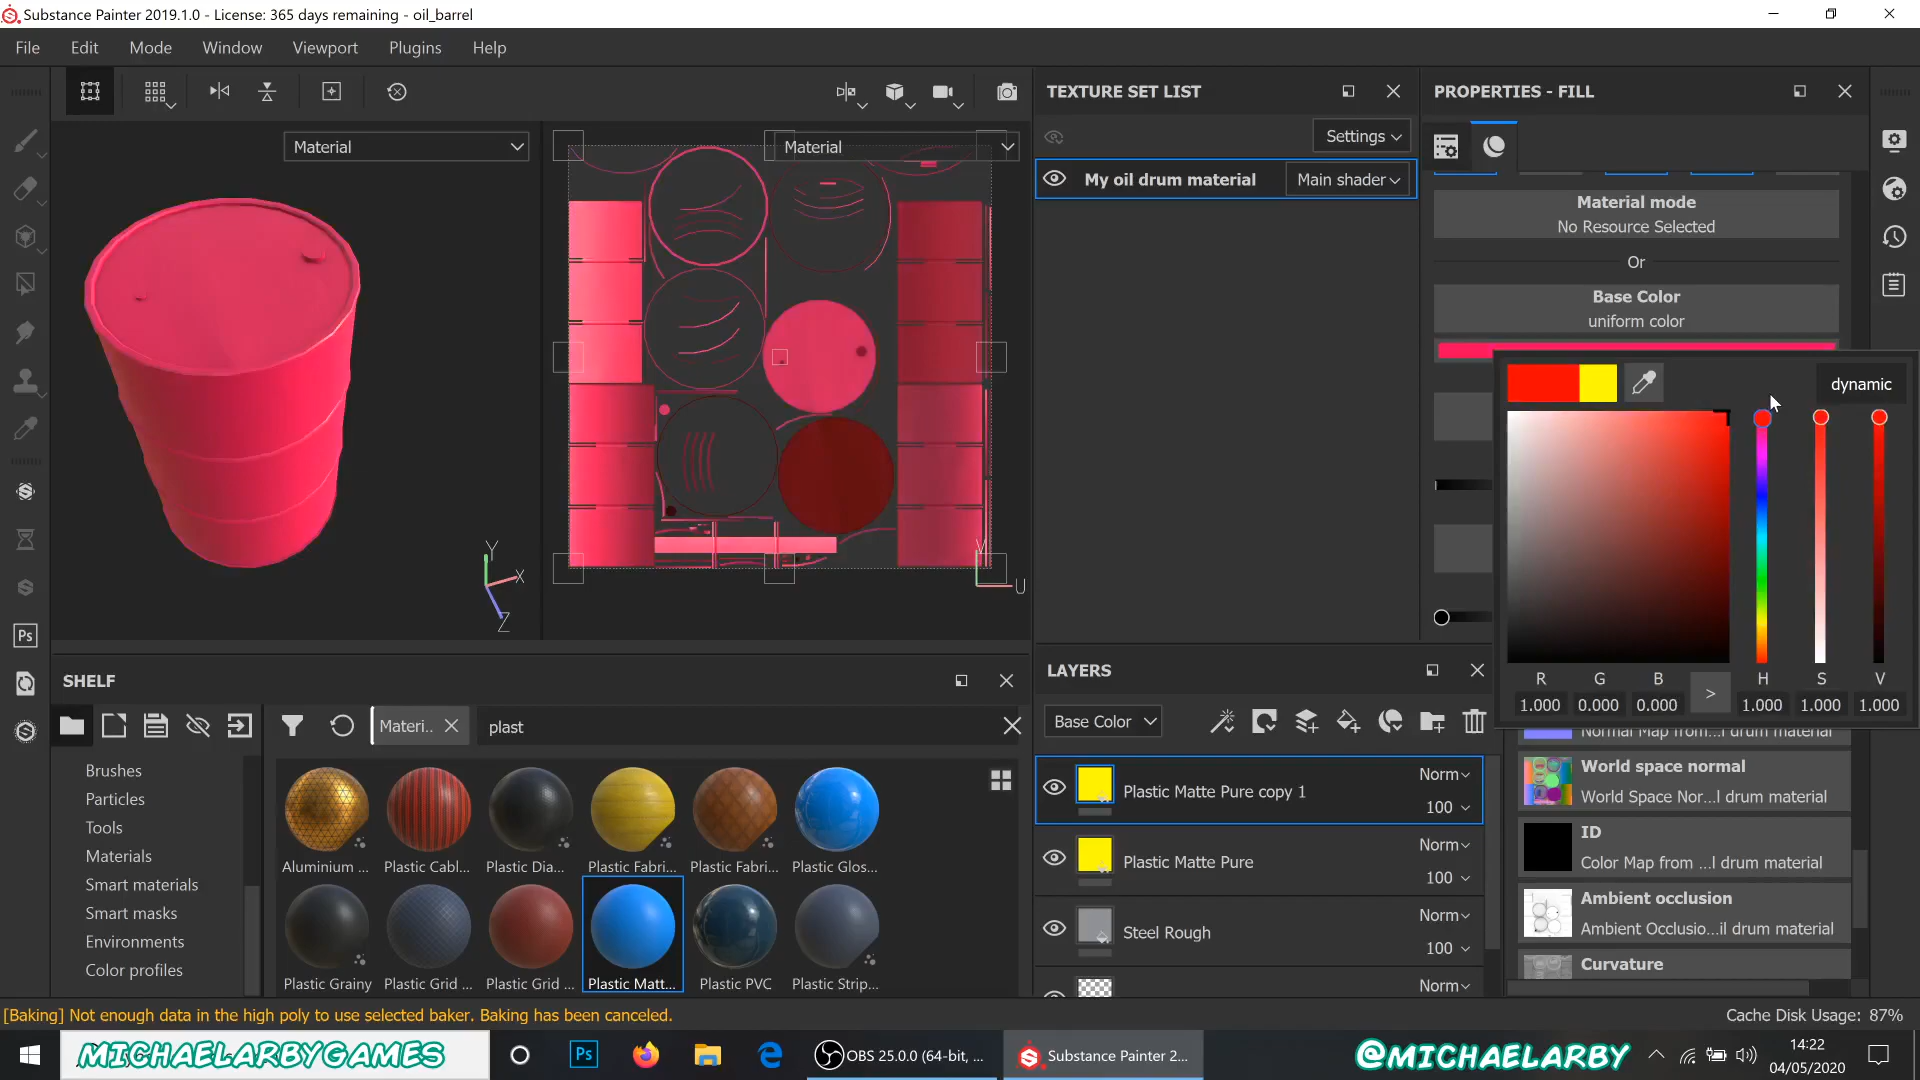 Substance Painter 2019.1.0 - License: 365 days remaining - oil_barrel
File Edit Mode Window Viewport Plugins Help
Material
Material
Y
X
Z
V
U
TEXTURE SET LIST
Settings
My oil drum material Main shader
PROPERTIES - FILL
Material mode
No Resource Selected
Or
Base Color
uniform color
dynamic
R G B > H S V
1.000 0.000 0.000 1.000 1.000 1.000
Normal Map from...l drum material
World space normal
World Space Nor...l drum material
ID
Color Map from ...l drum material
Ambient occlusion
Ambient Occlusio...il drum material
Curvature
LAYERS
Base Color
Plastic Matte Pure copy 1
Norm
100
Plastic Matte Pure
Norm
100
Steel Rough
Norm
100
Norm
SHELF
Materi..
plast
Brushes
Particles
Tools
Materials
Smart materials
Smart masks
Environments
Color profiles
Aluminium ... Plastic Cabl... Plastic Dia... Plastic Fabri... Plastic Fabri... Plastic Glos...
Plastic Grainy Plastic Grid ... Plastic Grid ... Plastic Matt... Plastic PVC Plastic Strip...
Ps
[Baking] Not enough data in the high poly to use selected baker. Baking has been canceled.
Cache Disk Usage: 87%
MICHAELARBYGAMES
Ps
OBS 25.0.0 (64-bit, ...
Substance Painter 2...
@MICHAELARBY
14:22
04/05/2020